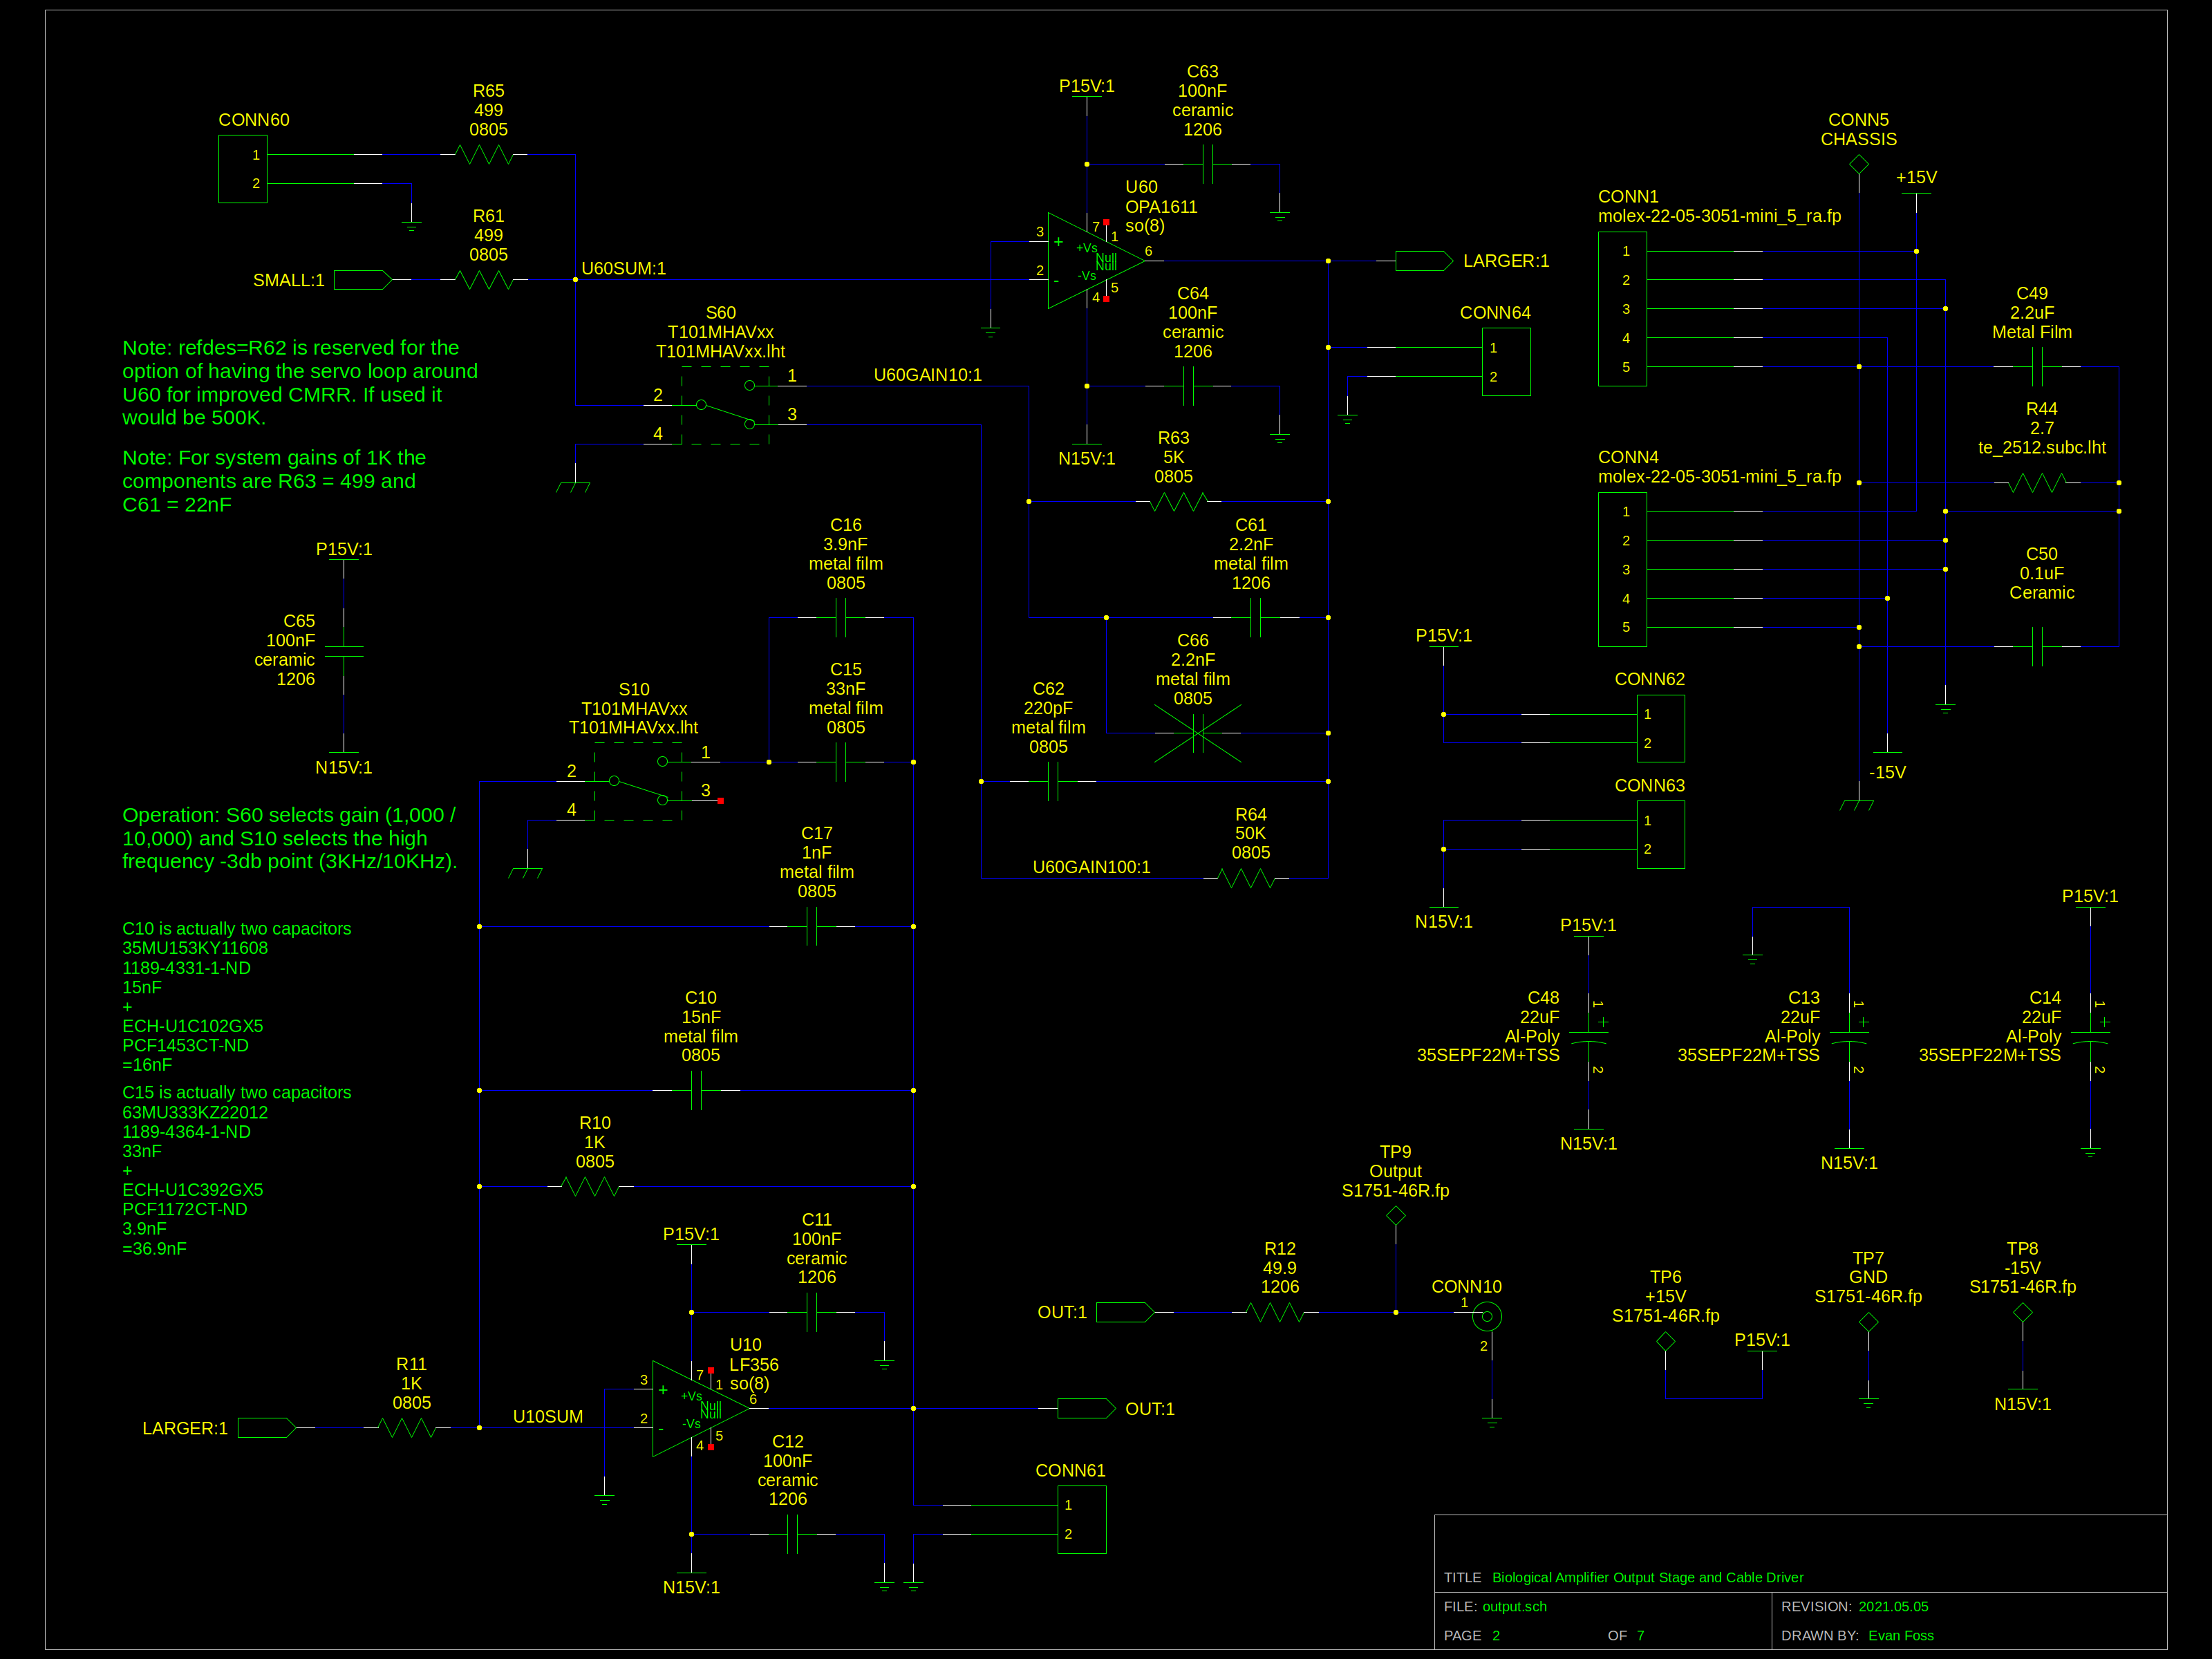 CONN60
1
2
R65
499
0805
R61
499
0805
SMALL:1
U60SUM:1
P15V:1
C63
100nF
ceramic
1206
U60
OPA1611
so(8)
3
+
2
-
7
1
+Vs
Null
Null
-Vs
6
5
4
LARGER:1
C64
100nF
ceramic
1206
N15V:1
CONN64
1
2
CONN5
CHASSIS
+15V
CONN1
molex-22-05-3051-mini_5_ra.fp
1
2
3
4
5
C49
2.2uF
Metal Film
R44
2.7
te_2512.subc.lht
CONN4
molex-22-05-3051-mini_5_ra.fp
1
2
3
4
5
C50
0.1uF
Ceramic
-15V
Note: refdes=R62 is reserved for the
option of having the servo loop around
U60 for improved CMRR. If used it
would be 500K.
Note: For system gains of 1K the
components are R63 = 499 and
C61 = 22nF
S60
T101MHAVxx
T101MHAVxx.lht
2
4
1
3
U60GAIN10:1
R63
5K
0805
C61
2.2nF
metal film
1206
C66
2.2nF
metal film
0805
C62
220pF
metal film
0805
R64
50K
0805
U60GAIN100:1
P15V:1
C65
100nF
ceramic
1206
N15V:1
C16
3.9nF
metal film
0805
C15
33nF
metal film
0805
S10
T101MHAVxx
T101MHAVxx.lht
2
4
1
3
C17
1nF
metal film
0805
P15V:1
CONN62
1
2
CONN63
1
2
N15V:1
Operation: S60 selects gain (1,000 /
10,000) and S10 selects the high
frequency -3db point (3KHz/10KHz).
C10 is actually two capacitors
35MU153KY11608
1189-4331-1-ND
15nF
+
ECH-U1C102GX5
PCF1453CT-ND
=16nF
C15 is actually two capacitors
63MU333KZ22012
1189-4364-1-ND
33nF
+
ECH-U1C392GX5
PCF1172CT-ND
3.9nF
=36.9nF
C10
15nF
metal film
0805
R10
1K
0805
P15V:1
C48
22uF
Al-Poly
35SEPF22M+TSS
1
+
2
N15V:1
C13
22uF
Al-Poly
35SEPF22M+TSS
1
+
2
N15V:1
P15V:1
C14
22uF
Al-Poly
35SEPF22M+TSS
1
+
2
P15V:1
C11
100nF
ceramic
1206
U10
LF356
so(8)
3
+
2
-
7
1
+Vs
Null
Null
-Vs
6
5
4
R11
1K
0805
LARGER:1
U10SUM
OUT:1
C12
100nF
ceramic
1206
N15V:1
CONN61
1
2
TP9
Output
S1751-46R.fp
OUT:1
R12
49.9
1206
CONN10
1
2
TP6
+15V
S1751-46R.fp
P15V:1
TP7
GND
S1751-46R.fp
TP8
-15V
S1751-46R.fp
N15V:1
TITLE Biological Amplifier Output Stage and Cable Driver
FILE: output.sch
REVISION: 2021.05.05
PAGE 2 OF 7
DRAWN BY: Evan Foss